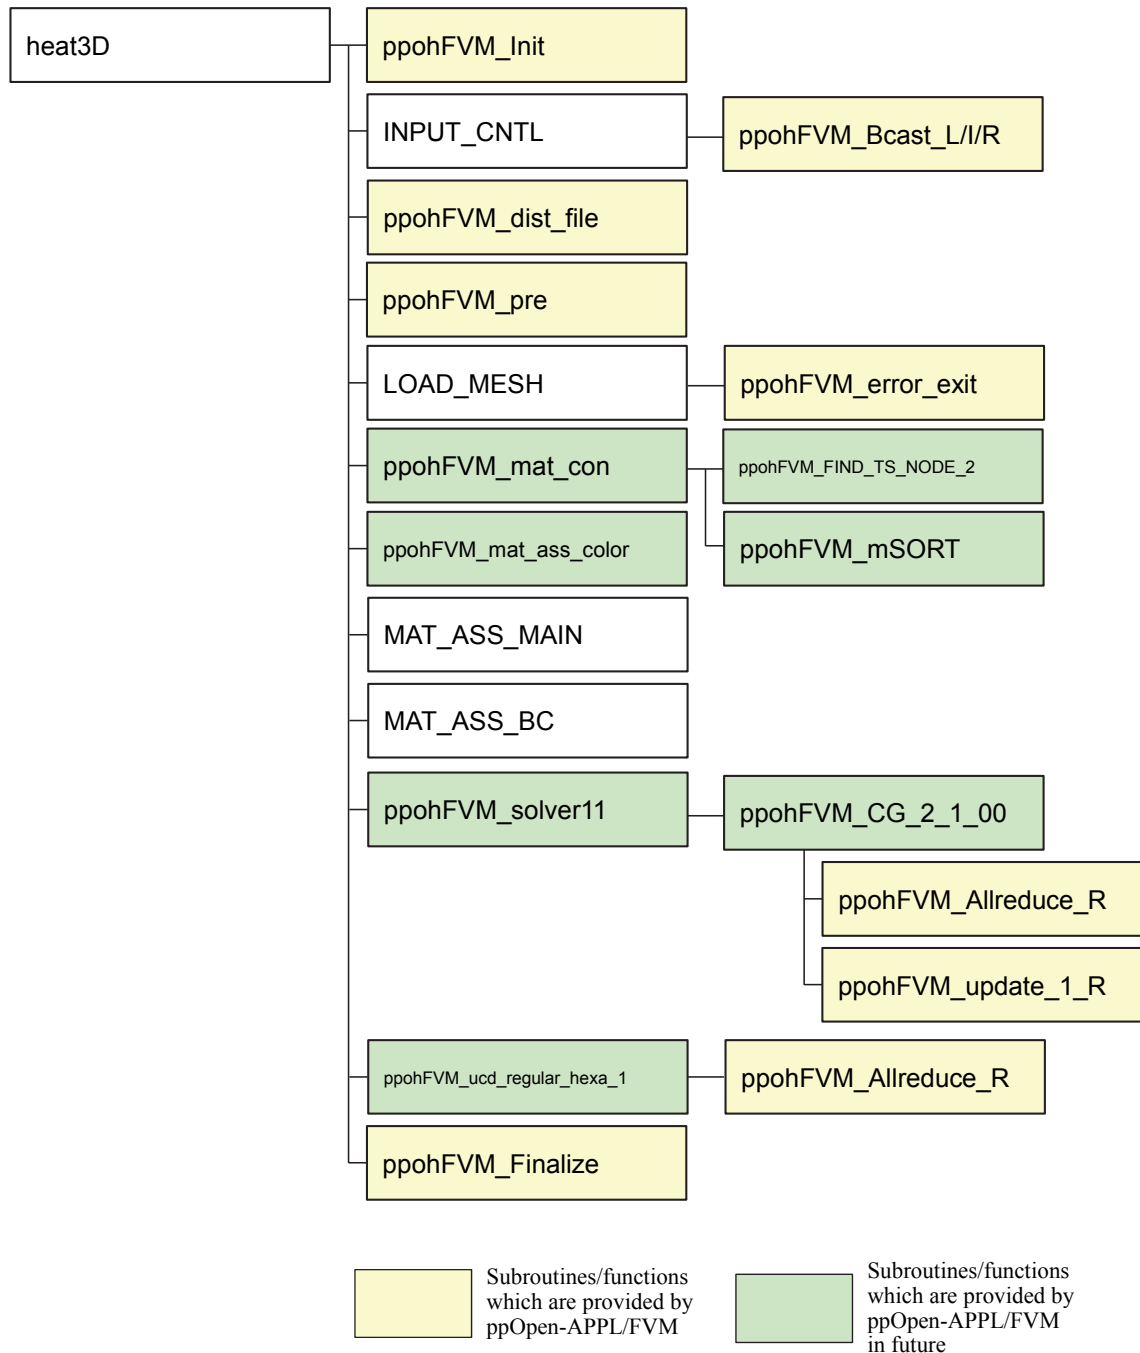 heat3D
ppohFVM_Init
INPUT_CNTL
ppohFVM_Bcast_L/I/R
ppohFVM_dist_file
ppohFVM_pre
LOAD_MESH
ppohFVM_error_exit
ppohFVM_mat_con
ppohFVM_FIND_TS_NODE_2
ppohFVM_mat_ass_color
ppohFVM_mSORT
MAT_ASS_MAIN
MAT_ASS_BC
ppohFVM_solver11
ppohFVM_CG_2_1_00
ppohFVM_Allreduce_R
ppohFVM_update_1_R
ppohFVM_ucd_regular_hexa_1
ppohFVM_Allreduce_R
ppohFVM_Finalize
Subroutines/functions
which are provided by
ppOpen-APPL/FVM
Subroutines/functions
which are provided by
ppOpen-APPL/FVM
in future